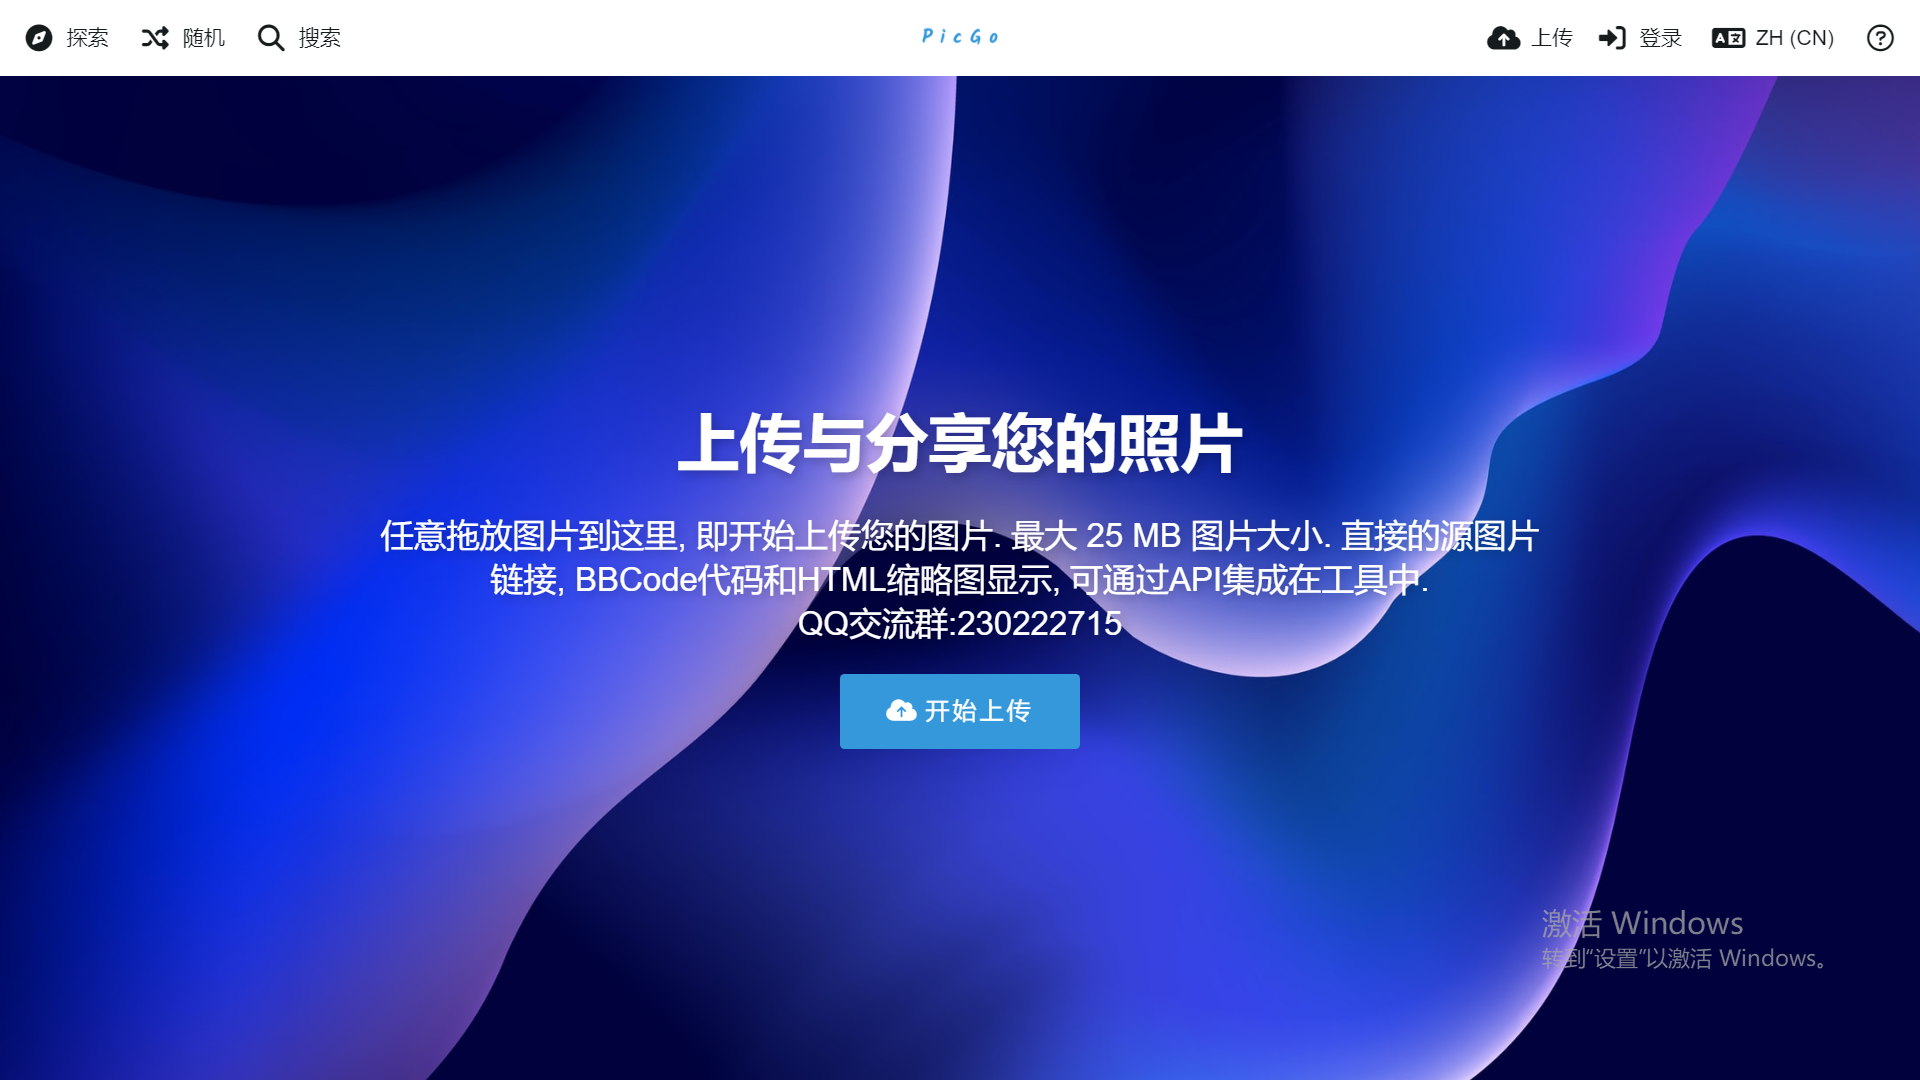 探索 随机 搜索 PicGo 上传 登录 ZH (CN)
上传与分享您的照片
任意拖放图片到这里, 即开始上传您的图片. 最大 25 MB 图片大小. 直接的源图片
链接, BBCode代码和HTML缩略图显示, 可通过API集成在工具中.
QQ交流群:230222715
开始上传
激活 Windows
转到“设置”以激活 Windows。